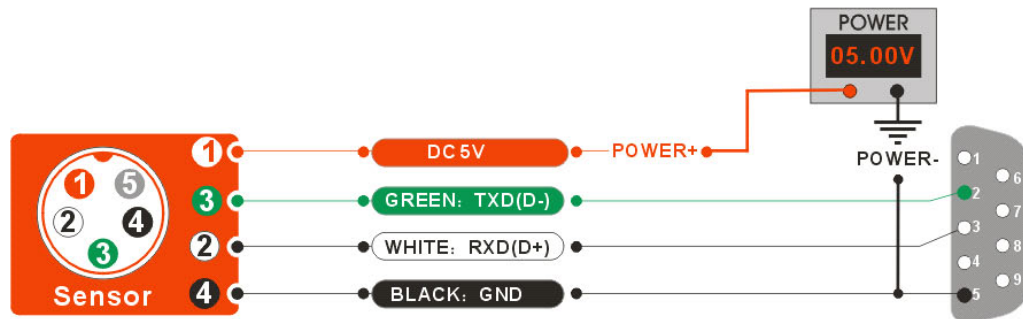 POWER
05.00V
1 DC 5V POWER+
POWER-
3 GREEN: TXD(D-)
2 WHITE: RXD(D+)
4 BLACK: GND
1 5
2 4
3
Sensor
1
6
2
7
3
8
4
9
5